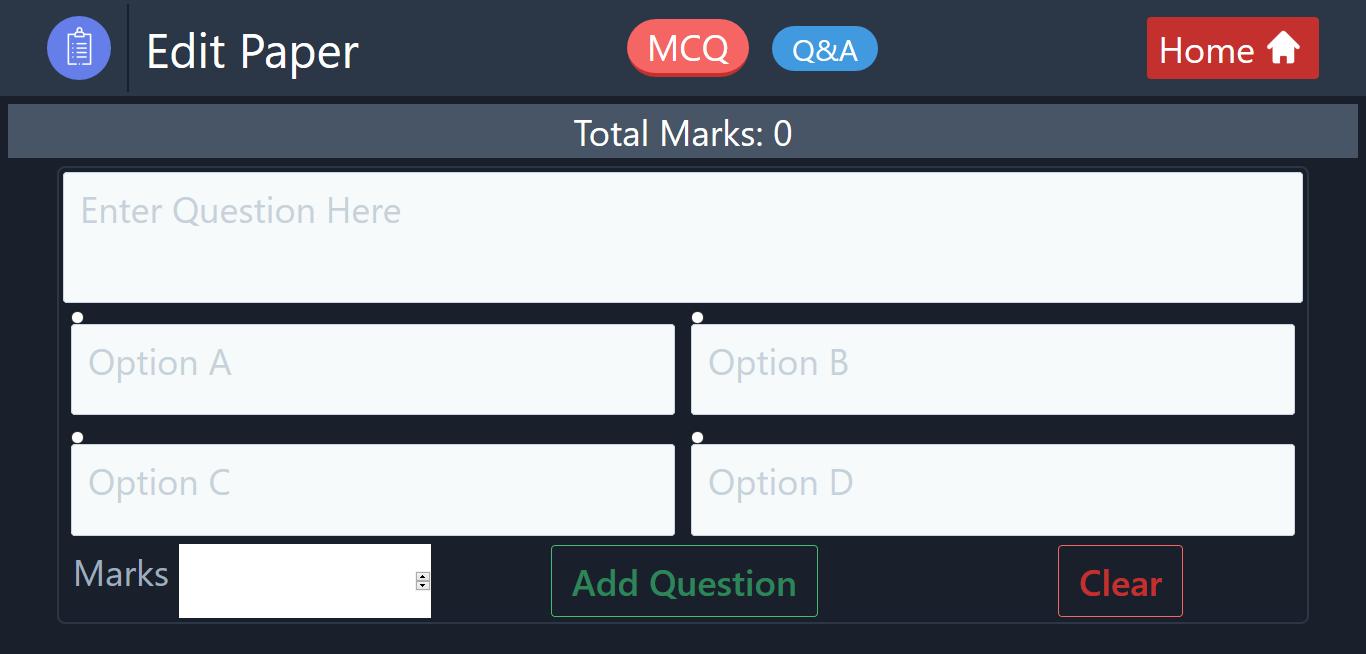 Edit Paper
MCQ
Q&A
Home
Total Marks: 0
Enter Question Here
Option A
Option B
Option C
Option D
Marks
Add Question
Clear